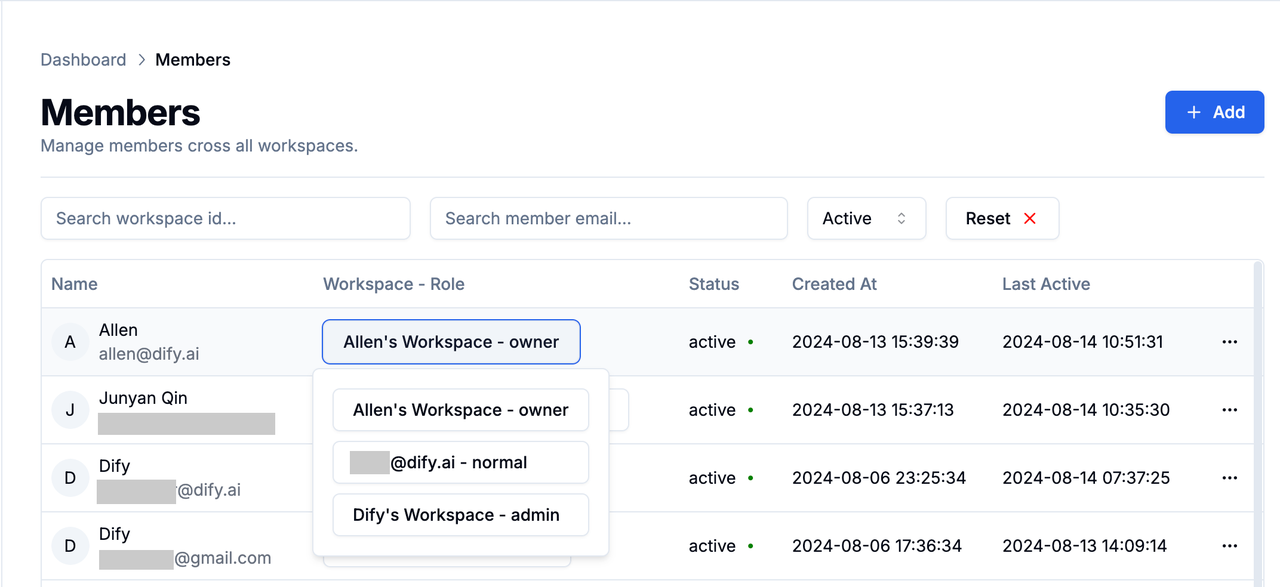 Dashboard > Members
Members
+ Add
Manage members cross all workspaces.
Search workspace id...
Search member email...
Active
Reset
Name Workspace - Role Status Created At Last Active
A Allen Allen's Workspace - owner active 2024-08-13 15:39:39 2024-08-14 10:51:31 ...
allen@dify.ai
J Junyan Qin active 2024-08-13 15:37:13 2024-08-14 10:35:30 ...
Allen's Workspace - owner
@dify.ai - normal
Dify's Workspace - admin
D Dify active 2024-08-06 23:25:34 2024-08-14 07:37:25 ...
@dify.ai
D Dify active 2024-08-06 17:36:34 2024-08-13 14:09:14 ...
@gmail.com